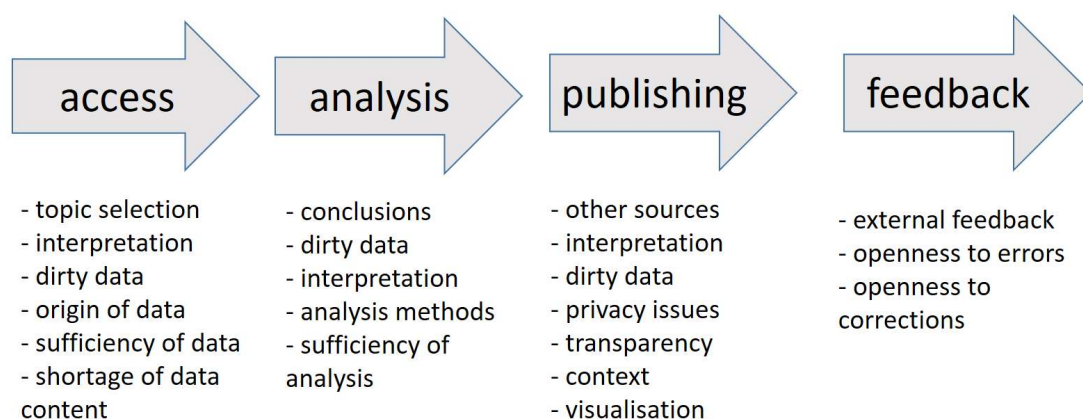 access
- topic selection
- interpretation
- dirty data
- origin of data
- sufficiency of data
- shortage of data
content
analysis
- conclusions
- dirty data
- interpretation
- analysis methods
- sufficiency of
analysis
publishing
- other sources
- interpretation
- dirty data
- privacy issues
- transparency
- context
- visualisation
feedback
- external feedback
- openness to errors
- openness to
corrections